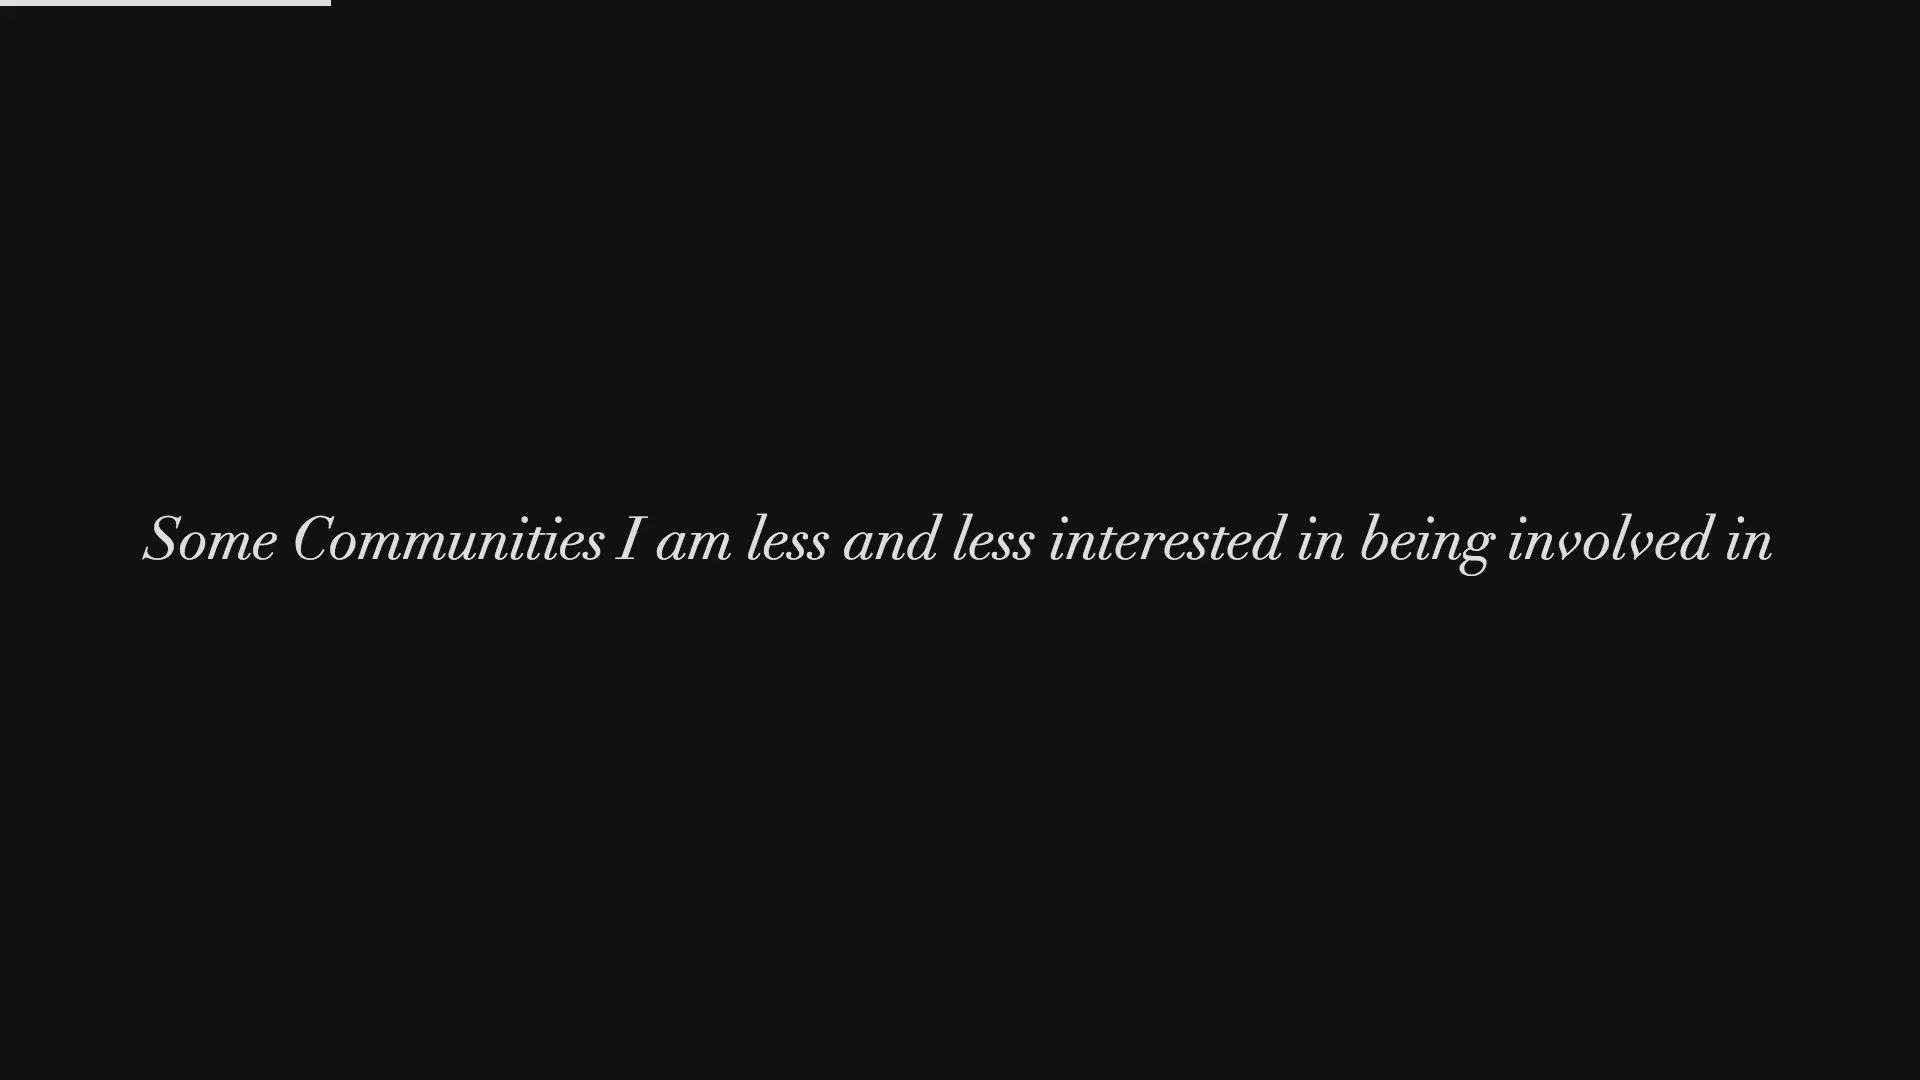 Some Communities I am less and less interested in being involved in